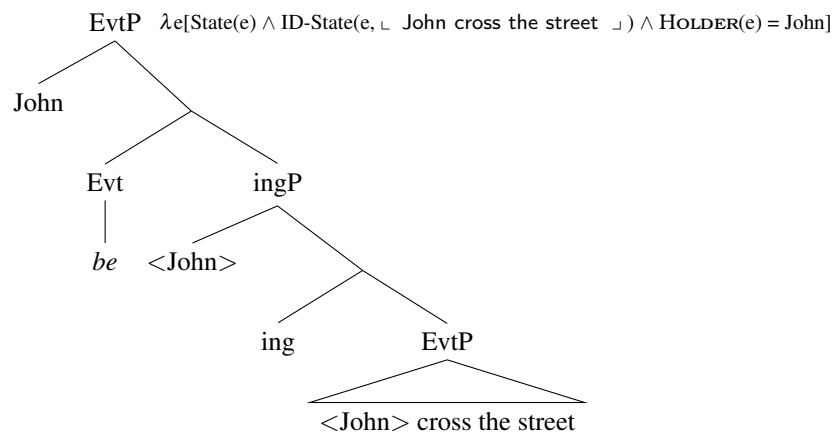 EvtP λe[State(e) ∧ ID-State(e, ⌞ John cross the street ⌟ ) ∧ HOLDER(e) = John]
John
Evt ingP
be <John>
ing EvtP
<John> cross the street